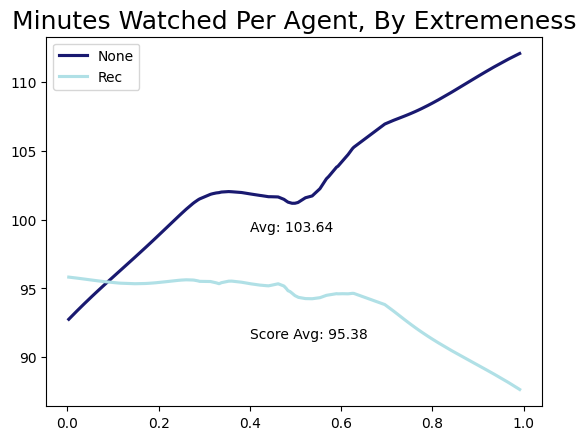 Minutes Watched Per Agent, By Extremeness
None
Rec
110
105
100
95
90
Avg: 103.64
Score Avg: 95.38
0.0 0.2 0.4 0.6 0.8 1.0